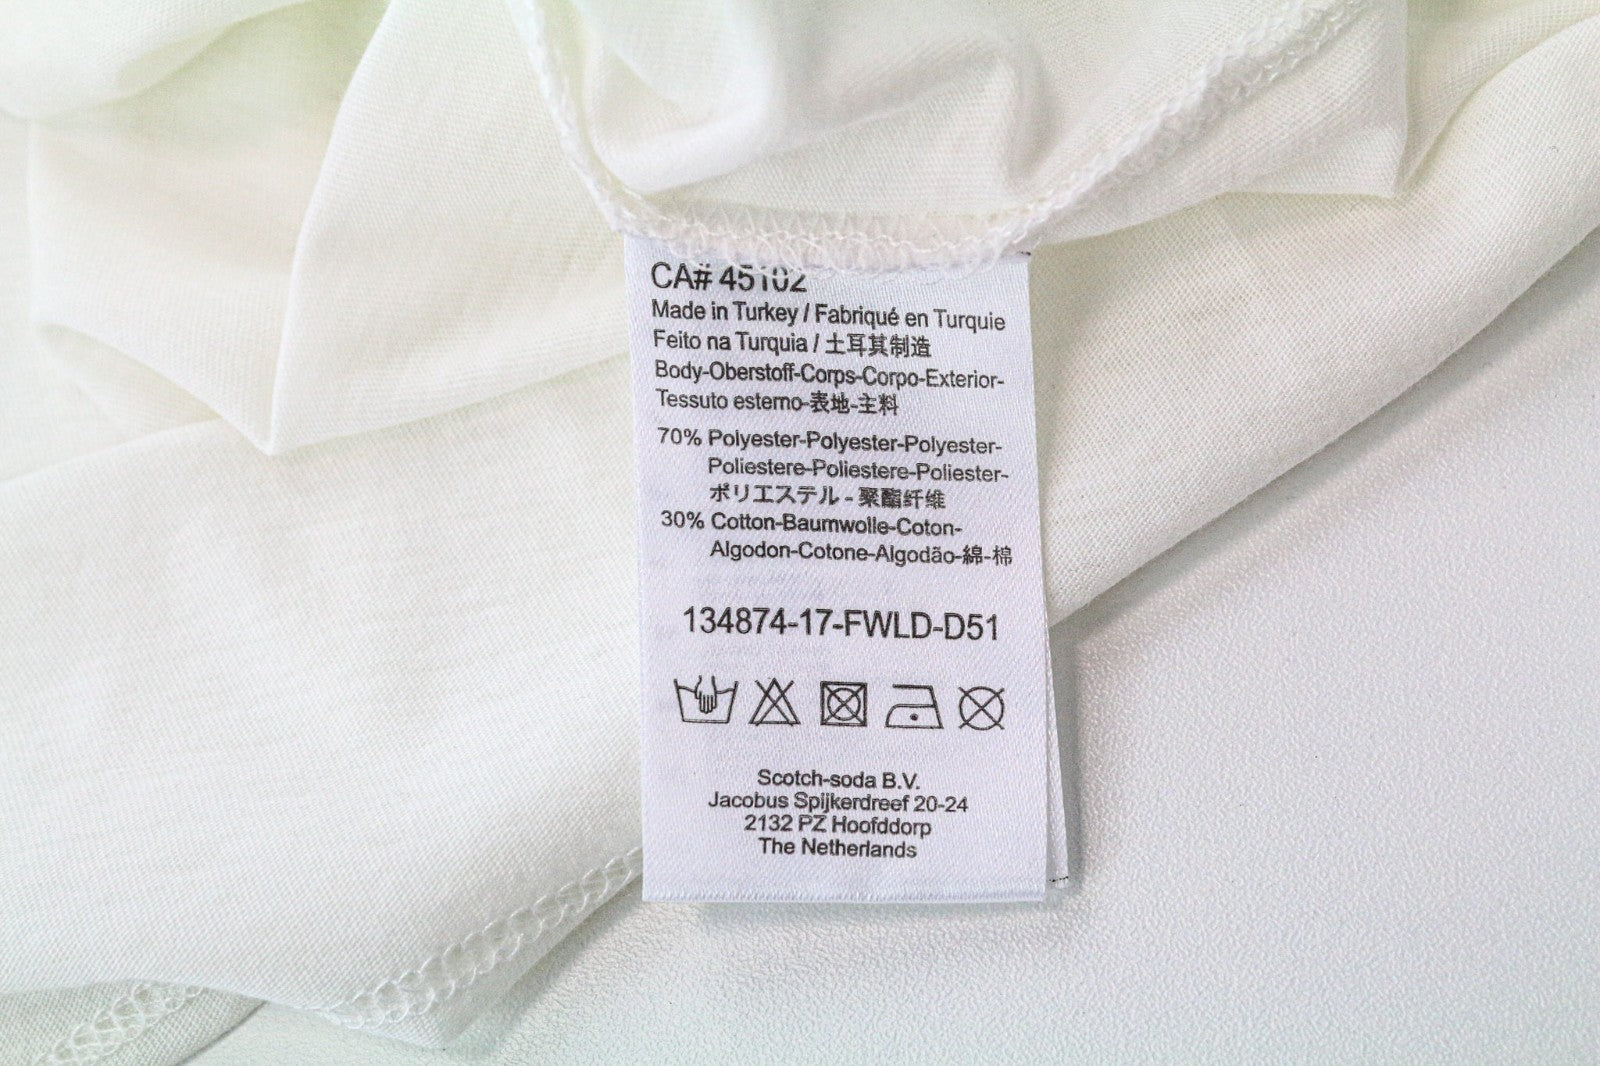 CA# 45102
Made in Turkey / Fabriqué en Turquie
Feito na Turquia / 土耳其制造
Body-Oberstoff-Corps-Corpo-Exterior-
Tessuto esterno-表地-主料
70% Polyester-Polyester-Polyester-
Poliestere-Poliestere-Poliester-
ポリエステル - 聚酯纤维
30% Cotton-Baumwolle-Coton-
Algodon-Cotone-Algodão-綿-棉
134874-17-FWLD-D51
Scotch-soda B.V.
Jacobus Spijkerdreef 20-24
2132 PZ Hoofddorp
The Netherlands